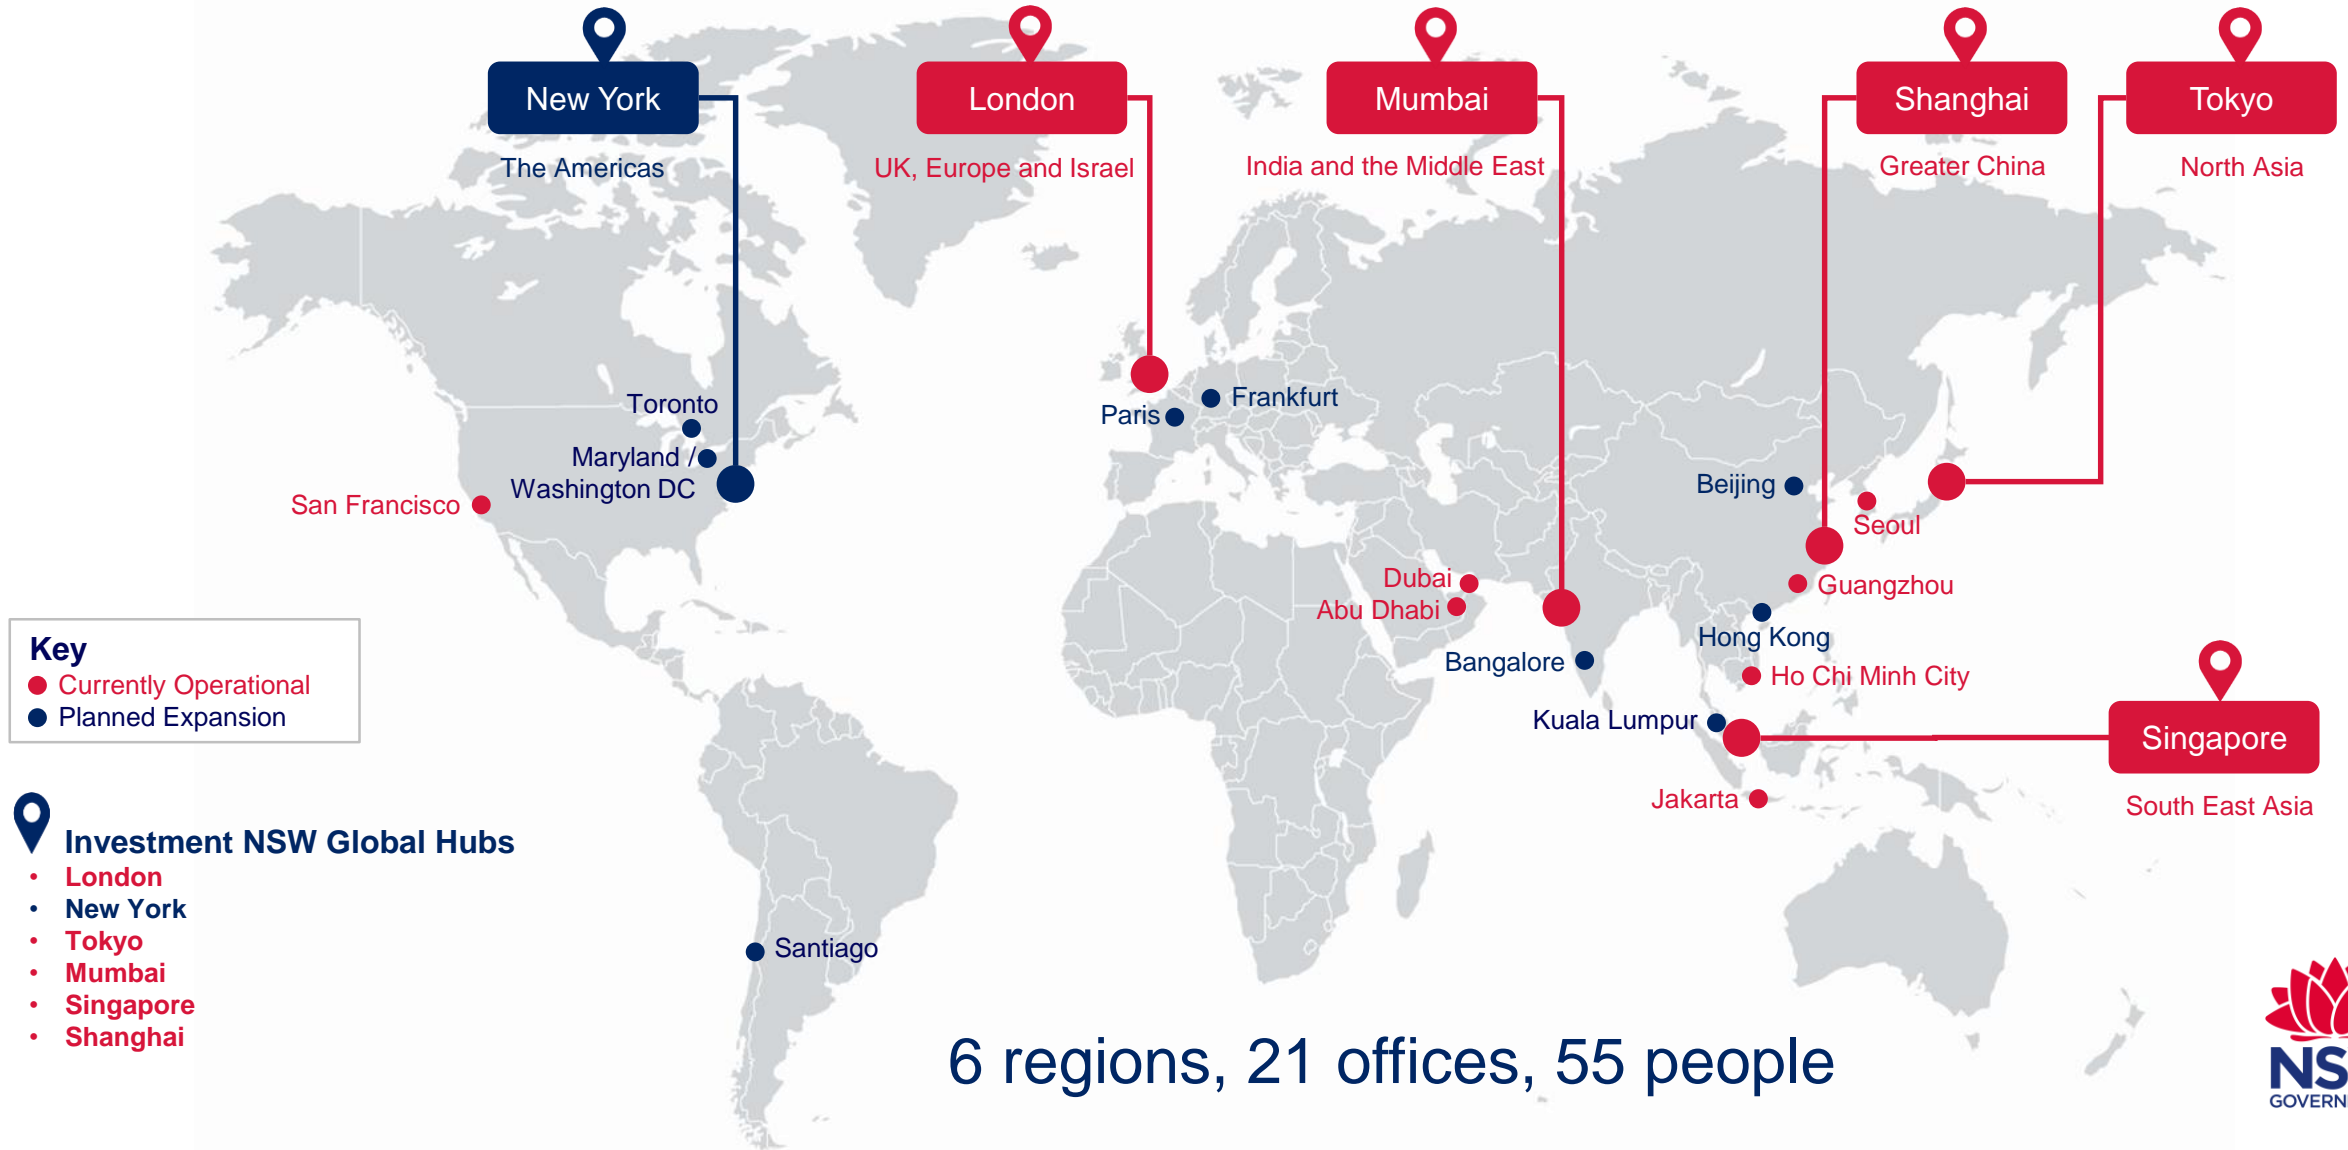 New York
London
Mumbai
Shanghai
Tokyo
The Americas
UK, Europe and Israel
India and the Middle East
Greater China
North Asia
Toronto
Maryland /
Washington DC
San Francisco
Paris
Frankfurt
Beijing
Seoul
Dubai
Abu Dhabi
Guangzhou
Hong Kong
Bangalore
Ho Chi Minh City
Kuala Lumpur
Singapore
Jakarta
South East Asia
Key
Currently Operational
Planned Expansion
Investment NSW Global Hubs
• London
• New York
• Tokyo
• Mumbai
• Singapore
• Shanghai
Santiago
6 regions, 21 offices, 55 people
NS
GOVERN